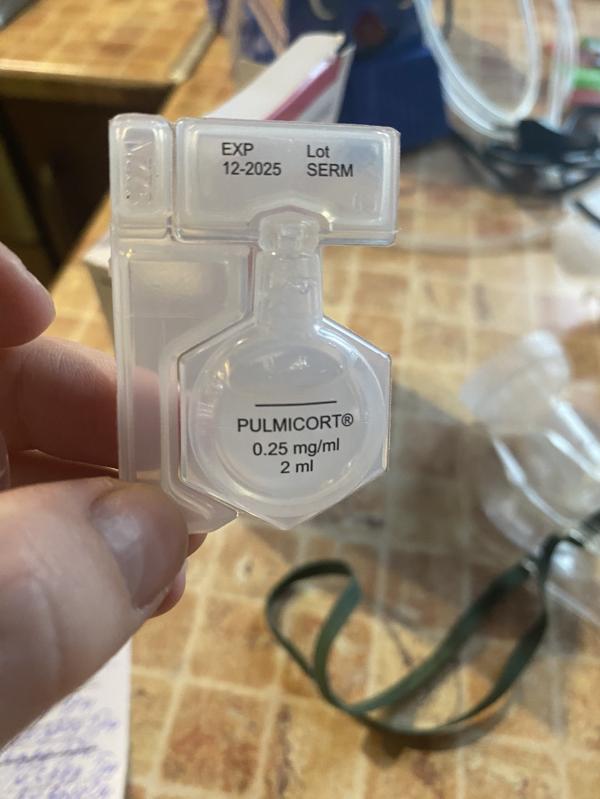 EXP Lot
12-2025 SERM
PULMICORT®
0.25 mg/ml
2 ml